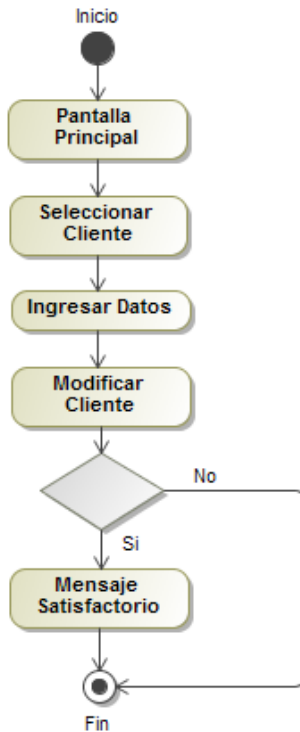 Inicio
Pantalla
Principal
Seleccionar
Cliente
Ingresar Datos
Modificar
Cliente
No
Si
Mensaje
Satisfactorio
Fin